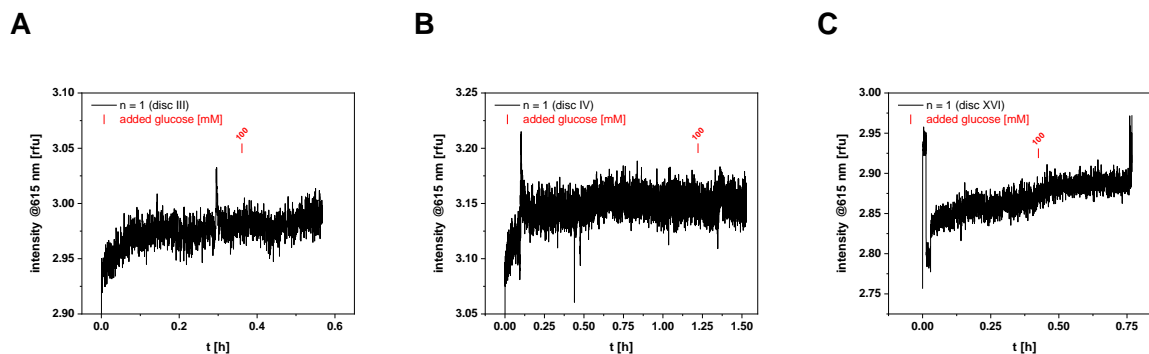 A
B
C
n = 1 (disc III)
added glucose [mM]
100
3.10
3.05
3.00
2.95
2.90
0.0
0.2
0.4
0.6
intensity @615 nm [rfu]
t [h]
n = 1 (disc IV)
added glucose [mM]
100
3.25
3.20
3.15
3.10
3.05
0.00
0.25
0.50
0.75
1.00
1.25
1.50
intensity @615 nm [rfu]
t [h]
n = 1 (disc XVI)
added glucose [mM]
100
3.00
2.95
2.90
2.85
2.80
2.75
0.00
0.25
0.50
0.75
intensity @615 nm [rfu]
t [h]